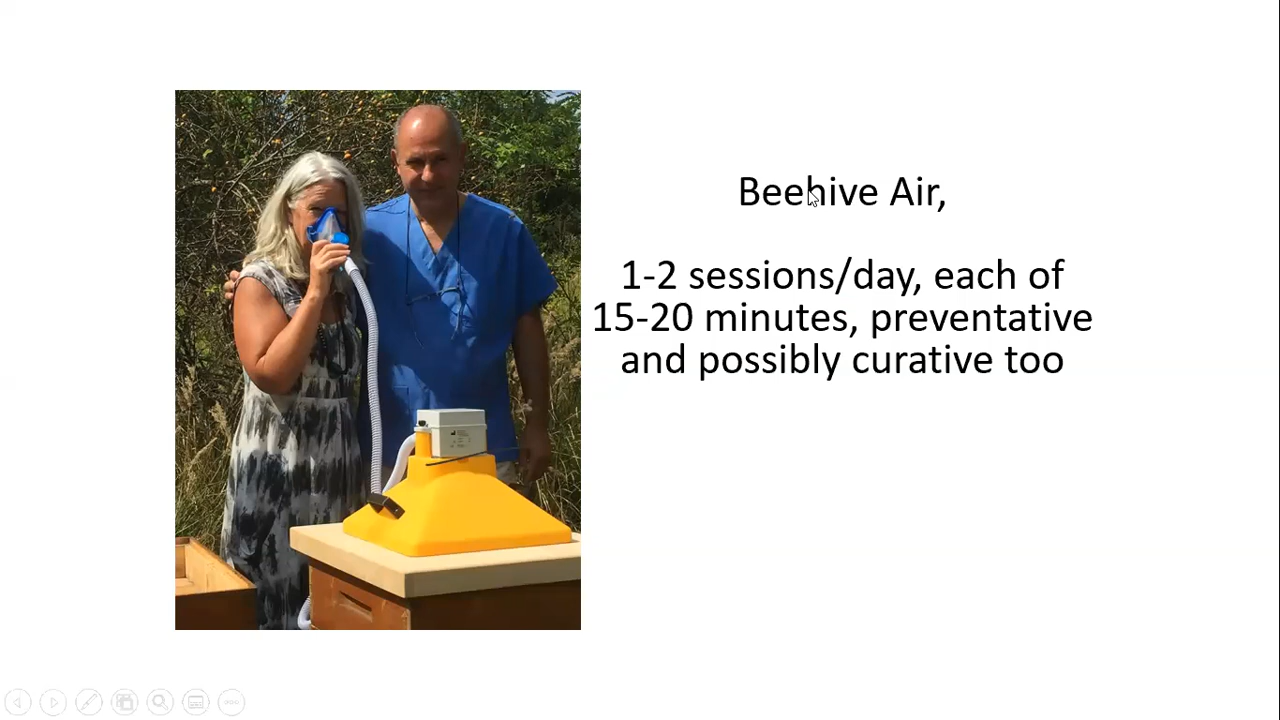 Beehive Air,
1-2 sessions/day, each of
15-20 minutes, preventative
and possibly curative too